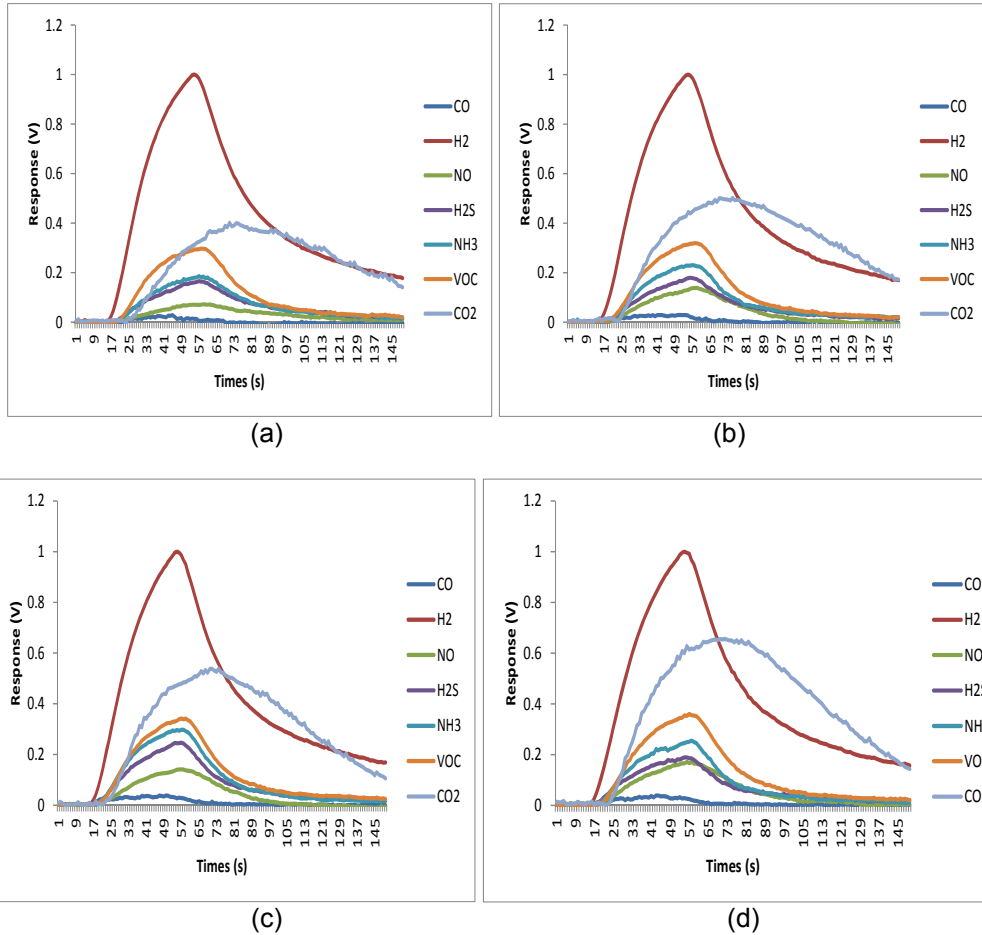 1.2
1
0.8
0.6
0.4
0.2
0
Response (V)
1 9 17 25 33 41 49 57 65 73 81 89 97 105 113 121 129 137 145
Times (s)
CO
H2
NO
H2S
NH3
VOC
CO2
(a)
1.2
1
0.8
0.6
0.4
0.2
0
Response (V)
1 9 17 25 33 41 49 57 65 73 81 89 97 105 113 121 129 137 145
Times (s)
CO
H2
NO
H2S
NH3
VOC
CO2
(b)
1.2
1
0.8
0.6
0.4
0.2
0
Response (V)
1 9 17 25 33 41 49 57 65 73 81 89 97 105 113 121 129 137 145
Times (s)
CO
H2
NO
H2S
NH3
VOC
CO2
(c)
1.2
1
0.8
0.6
0.4
0.2
0
Response (V)
1 9 17 25 33 41 49 57 65 73 81 89 97 105 113 121 129 137 145
Times (s)
CO
H2
NO
H2S
NH
VO
CO
(d)